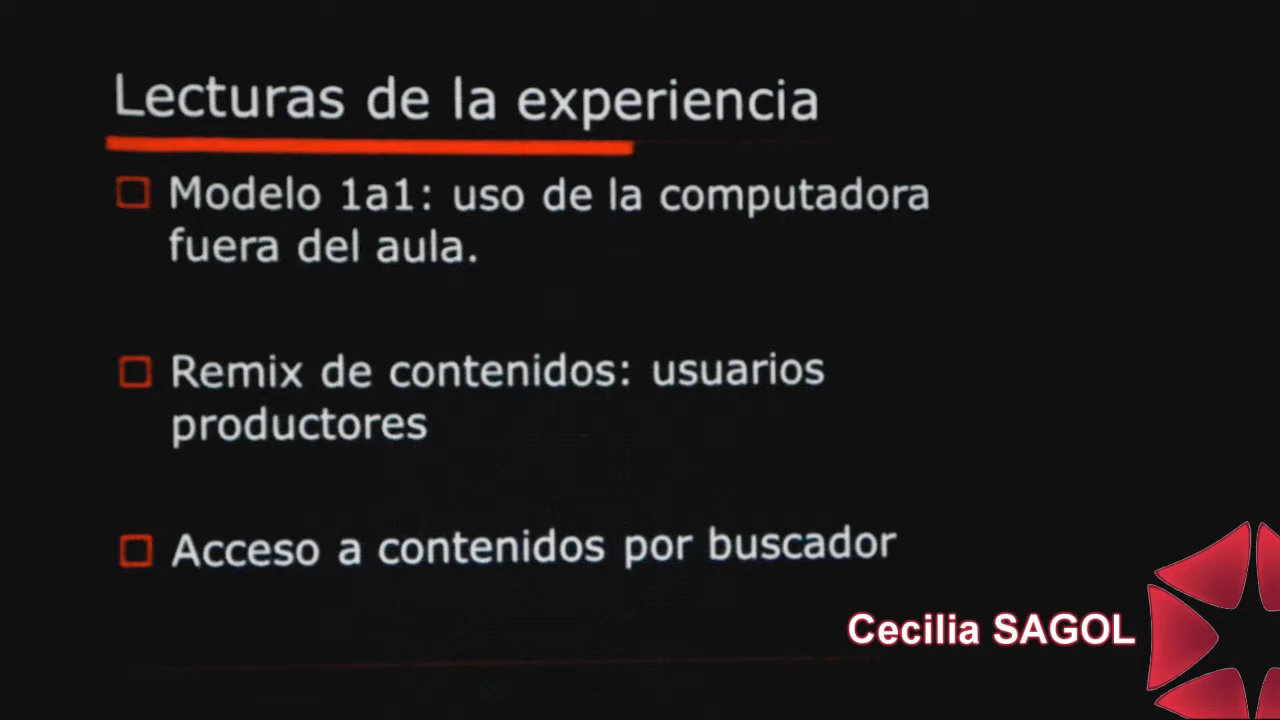 Lecturas de la experiencia
Modelo 1a1: uso de la computadora
fuera del aula.
Remix de contenidos: usuarios
productores
Acceso a contenidos por buscador
Cecilia SAGOL